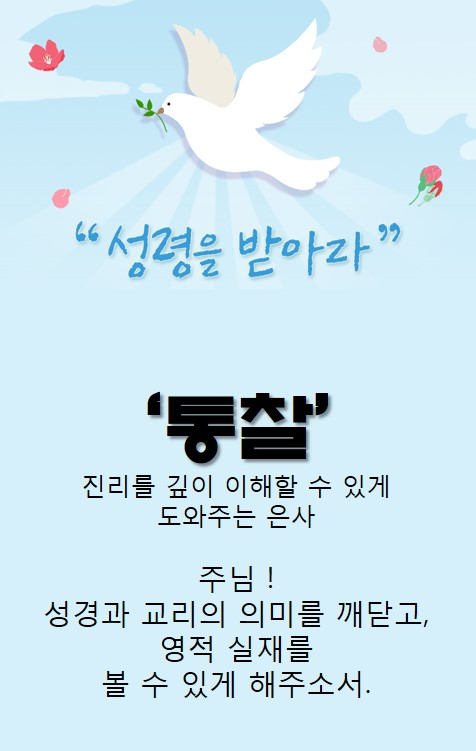 “성령을 받아라”
‘통찰’
진리를 깊이 이해할 수 있게
도와주는 은사
주님 !
성경과 교리의 의미를 깨닫고,
영적 실재를
볼 수 있게 해주소서.